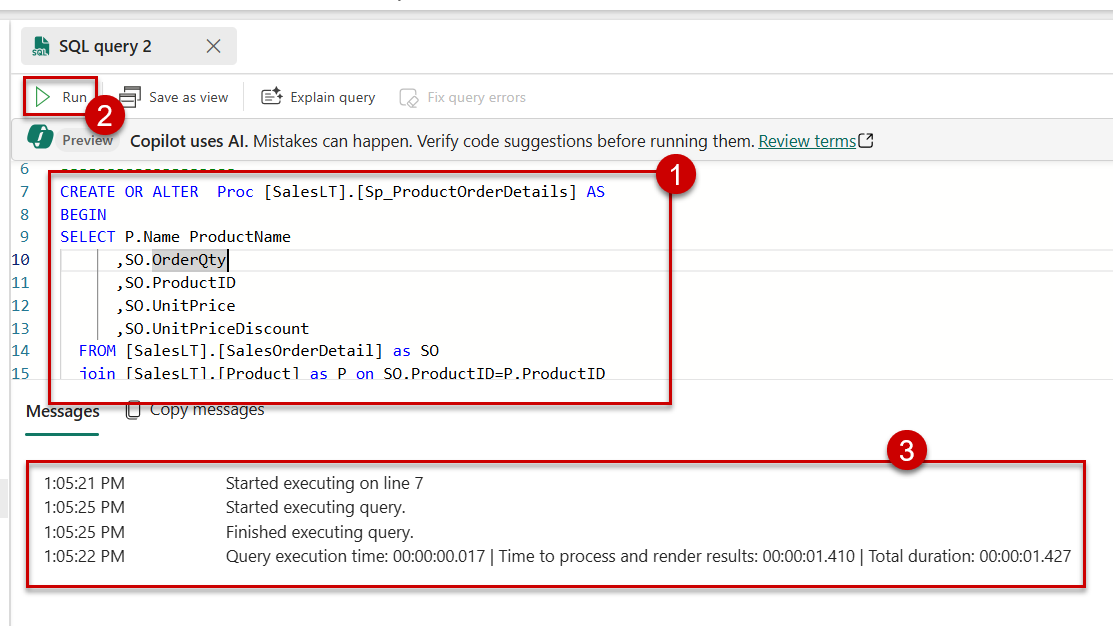 SQL query 2
Run
Save as view
Explain query
Fix query errors
2
Preview
Copilot uses AI. Mistakes can happen. Verify code suggestions before running them. Review terms
1
6 -------------------
7 CREATE OR ALTER Proc [SalesLT].[Sp_ProductOrderDetails] AS
8 BEGIN
9 SELECT P.Name ProductName
10 ,SO.OrderQty
11 ,SO.ProductID
12 ,SO.UnitPrice
13 ,SO.UnitPriceDiscount
14 FROM [SalesLT].[SalesOrderDetail] as SO
15 join [SalesLT].[Product] as P on SO.ProductID=P.ProductID
Messages
Copy messages
3
1:05:21 PM Started executing on line 7
1:05:25 PM Started executing query.
1:05:25 PM Finished executing query.
1:05:22 PM Query execution time: 00:00:00.017 | Time to process and render results: 00:00:01.410 | Total duration: 00:00:01.427